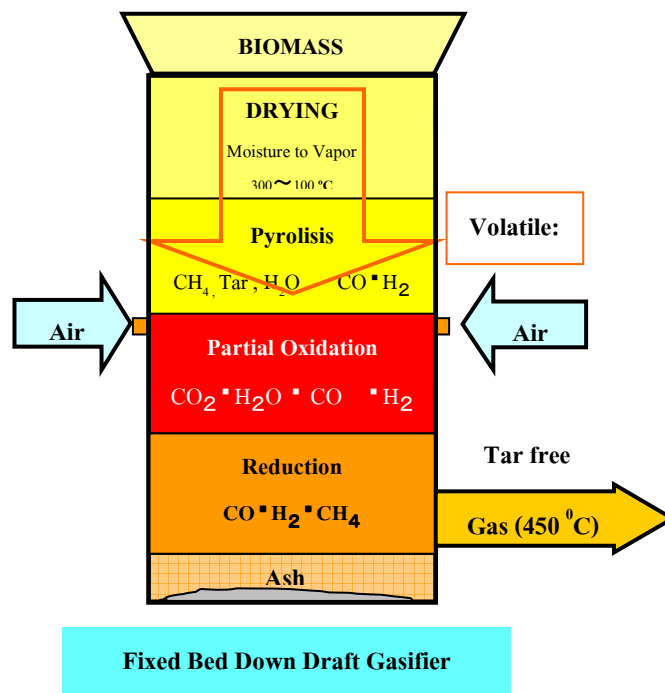 BIOMASS
DRYING
Moisture to Vapor
300～100 ºC
Pyrolisis
Volatile:
CH₄, Tar , H₂O CO▪H₂
Air
Air
Partial Oxidation
CO₂▪H₂O ▪ CO ▪H₂
Reduction
Tar free
CO▪H₂▪CH₄
Gas (450 ⁰C)
Ash
Fixed Bed Down Draft Gasifier